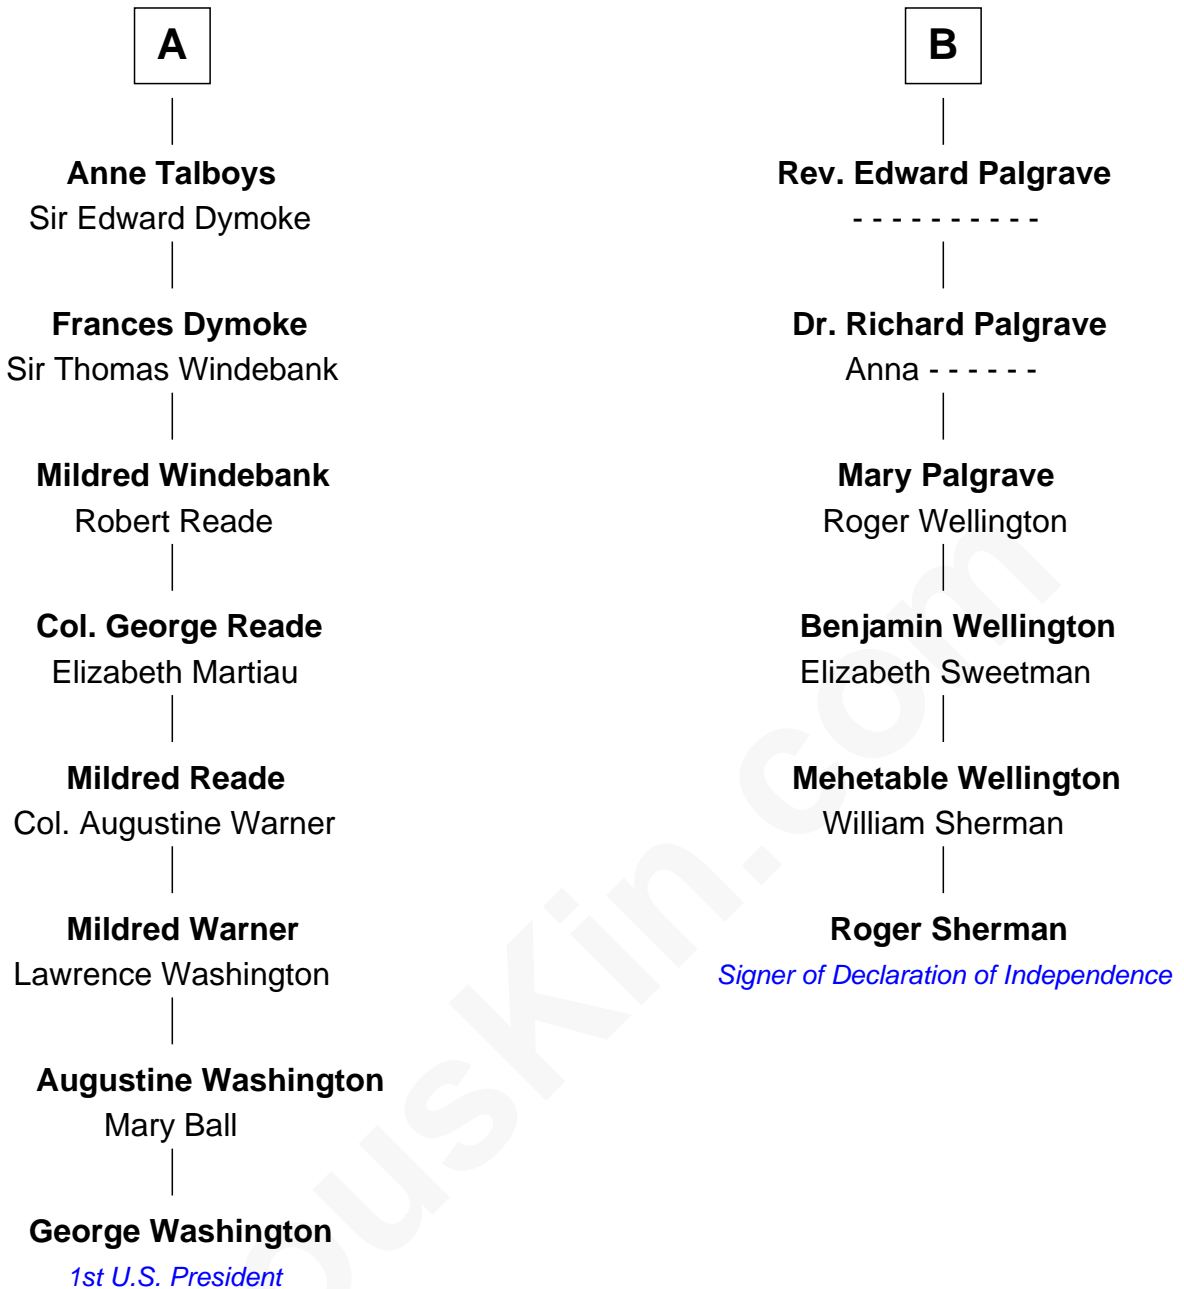 A
Anne Talboys
Sir Edward Dymoke
Frances Dymoke
Sir Thomas Windebank
Mildred Windebank
Robert Reade
Col. George Reade
Elizabeth Martiau
Mildred Reade
Col. Augustine Warner
Mildred Warner
Lawrence Washington
Augustine Washington
Mary Ball
George Washington
1st U.S. President
B
Rev. Edward Palgrave
- - - - - - - - - -
Dr. Richard Palgrave
Anna - - - - - -
Mary Palgrave
Roger Wellington
Benjamin Wellington
Elizabeth Sweetman
Mehetable Wellington
William Sherman
Roger Sherman
Signer of Declaration of Independence
ousKin.com